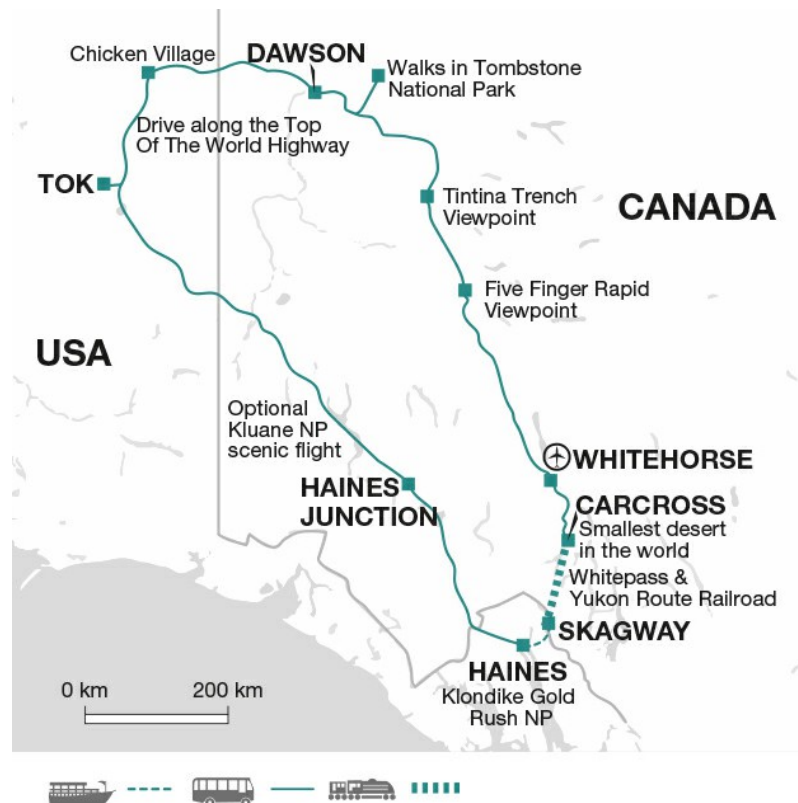 Chicken Village
DAWSON
Walks in Tombstone
National Park
Drive along the Top
Of The World Highway
TOK
Tintina Trench
Viewpoint
CANADA
Five Finger Rapid
Viewpoint
USA
Optional
Kluane NP
scenic flight
WHITEHORSE
HAINES
JUNCTION
CARCROSS
Smallest desert
in the world
Whitepass &
Yukon Route Railroad
SKAGWAY
HAINES
Klondike Gold
Rush NP
0 km 200 km